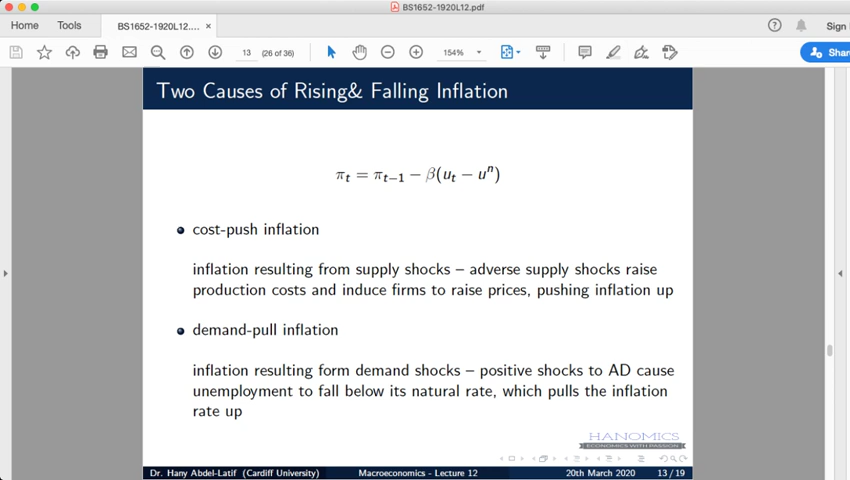 BS1652-1920L12.pdf
Home Tools BS1652-1920L12.... × Sign
13 (26 of 36) 154% Shar
Two Causes of Rising& Falling Inflation
πₜ = πₜ₋₁ − β(uₜ − uⁿ)
cost-push inflation
inflation resulting from supply shocks – adverse supply shocks raise
production costs and induce firms to raise prices, pushing inflation up
demand-pull inflation
inflation resulting form demand shocks – positive shocks to AD cause
unemployment to fall below its natural rate, which pulls the inflation
rate up
HANOMICS
ECONOMICS WITH PASSION
Dr. Hany Abdel-Latif (Cardiff University) Macroeconomics - Lecture 12 20th March 2020 13 / 19